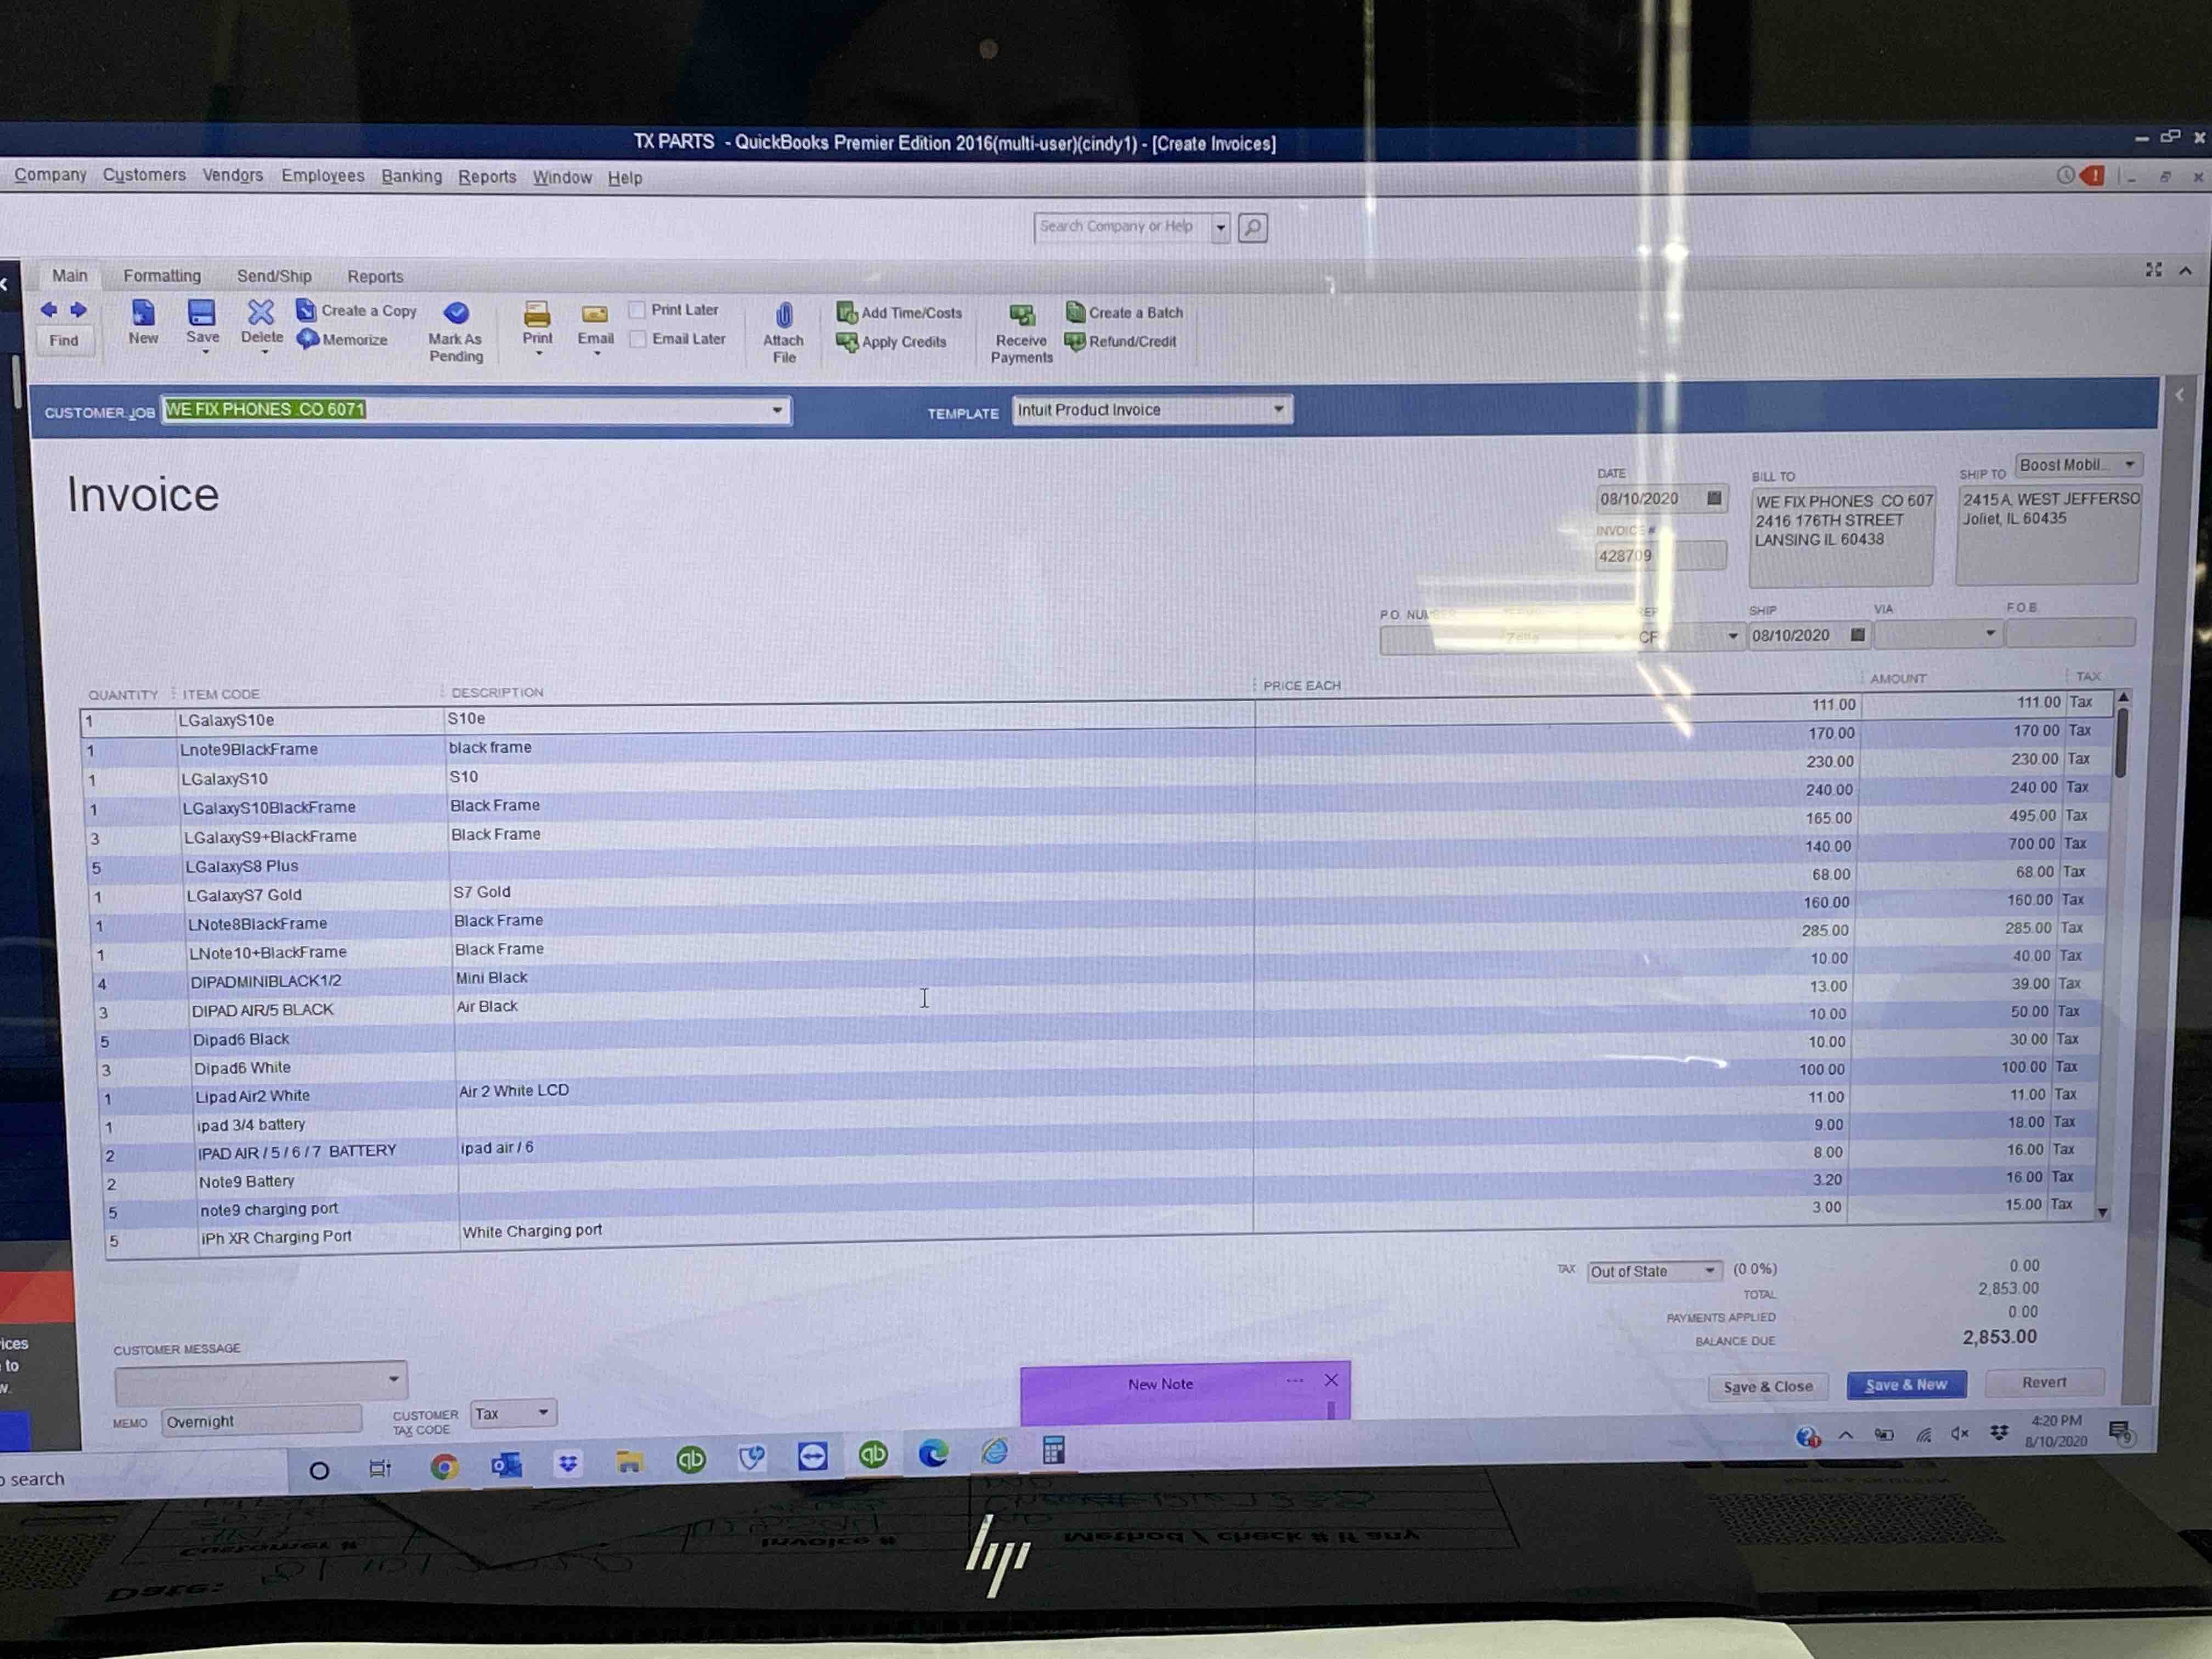 TX PARTS - QuickBooks Premier Edition 2016(multi-user)(cindy1) - [Create Invoices]
Company Customers Vendors Employees Banking Reports Window Help
Search Company or Help
Main Formatting Send/Ship Reports
Find
New
Save
Delete
Create a Copy
Memorize
Mark As
Pending
Print
Email
Print Later
Email Later
Attach
File
Add Time/Costs
Apply Credits
Receive
Payments
Create a Batch
Refund/Credit
CUSTOMER:JOB WE FIX PHONES .CO 6071
TEMPLATE Intuit Product Invoice
Invoice
DATE
08/10/2020
INVOICE #
428709
BILL TO
WE FIX PHONES .CO 607
2416 176TH STREET
LANSING IL 60438
SHIP TO Boost Mobil...
2415A WEST JEFFERSO
Joliet, IL 60435
P.O. NUMBER
CF
SHIP
08/10/2020
VIA
F.O.B.
QUANTITY ITEM CODE DESCRIPTION PRICE EACH AMOUNT TAX
1 LGalaxyS10e S10e 111.00 111.00 Tax
1 Lnote9BlackFrame black frame 170.00 170.00 Tax
1 LGalaxyS10 S10 230.00 230.00 Tax
1 LGalaxyS10BlackFrame Black Frame 240.00 240.00 Tax
3 LGalaxyS9+BlackFrame Black Frame 165.00 495.00 Tax
5 LGalaxyS8 Plus 140.00 700.00 Tax
1 LGalaxyS7 Gold S7 Gold 68.00 68.00 Tax
1 LNote8BlackFrame Black Frame 160.00 160.00 Tax
1 LNote10+BlackFrame Black Frame 285.00 285.00 Tax
4 DIPADMINIBLACK1/2 Mini Black 10.00 40.00 Tax
3 DIPAD AIR/5 BLACK Air Black 13.00 39.00 Tax
5 Dipad6 Black 10.00 50.00 Tax
3 Dipad6 White 10.00 30.00 Tax
1 Lipad Air2 White Air 2 White LCD 100.00 100.00 Tax
1 ipad 3/4 battery 11.00 11.00 Tax
2 IPAD AIR / 5 / 6 / 7 BATTERY ipad air / 6 9.00 18.00 Tax
2 Note9 Battery 8.00 16.00 Tax
5 note9 charging port 3.20 16.00 Tax
5 iPh XR Charging Port White Charging port 3.00 15.00 Tax
TAX Out of State (0.0%) 0.00
TOTAL 2,853.00
PAYMENTS APPLIED 0.00
BALANCE DUE 2,853.00
CUSTOMER MESSAGE
MEMO Overnight
CUSTOMER
TAX CODE
Tax
New Note
Save & Close Save & New Revert
ices
to
w.
o search
4:20 PM
8/10/2020
hp
Method / check # if any
Invoice #
Customer #
Date: